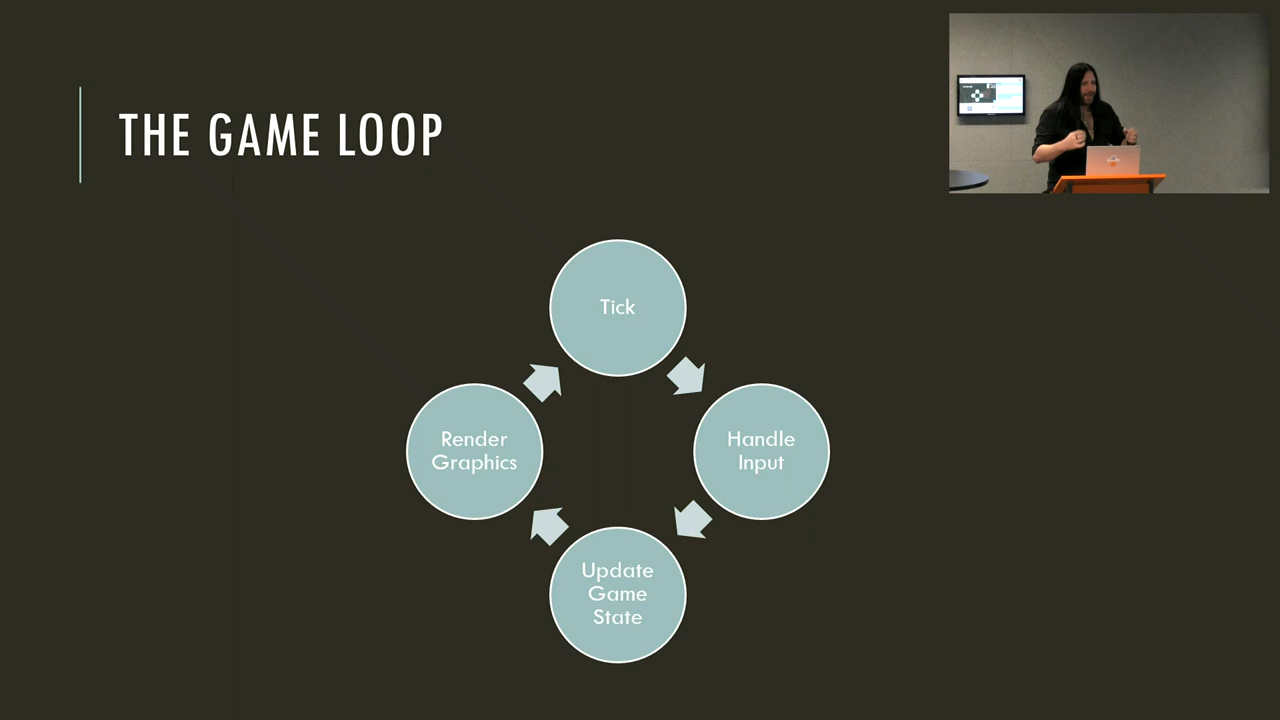 THE GAME LOOP
Tick
Handle
Input
Update
Game
State
Render
Graphics